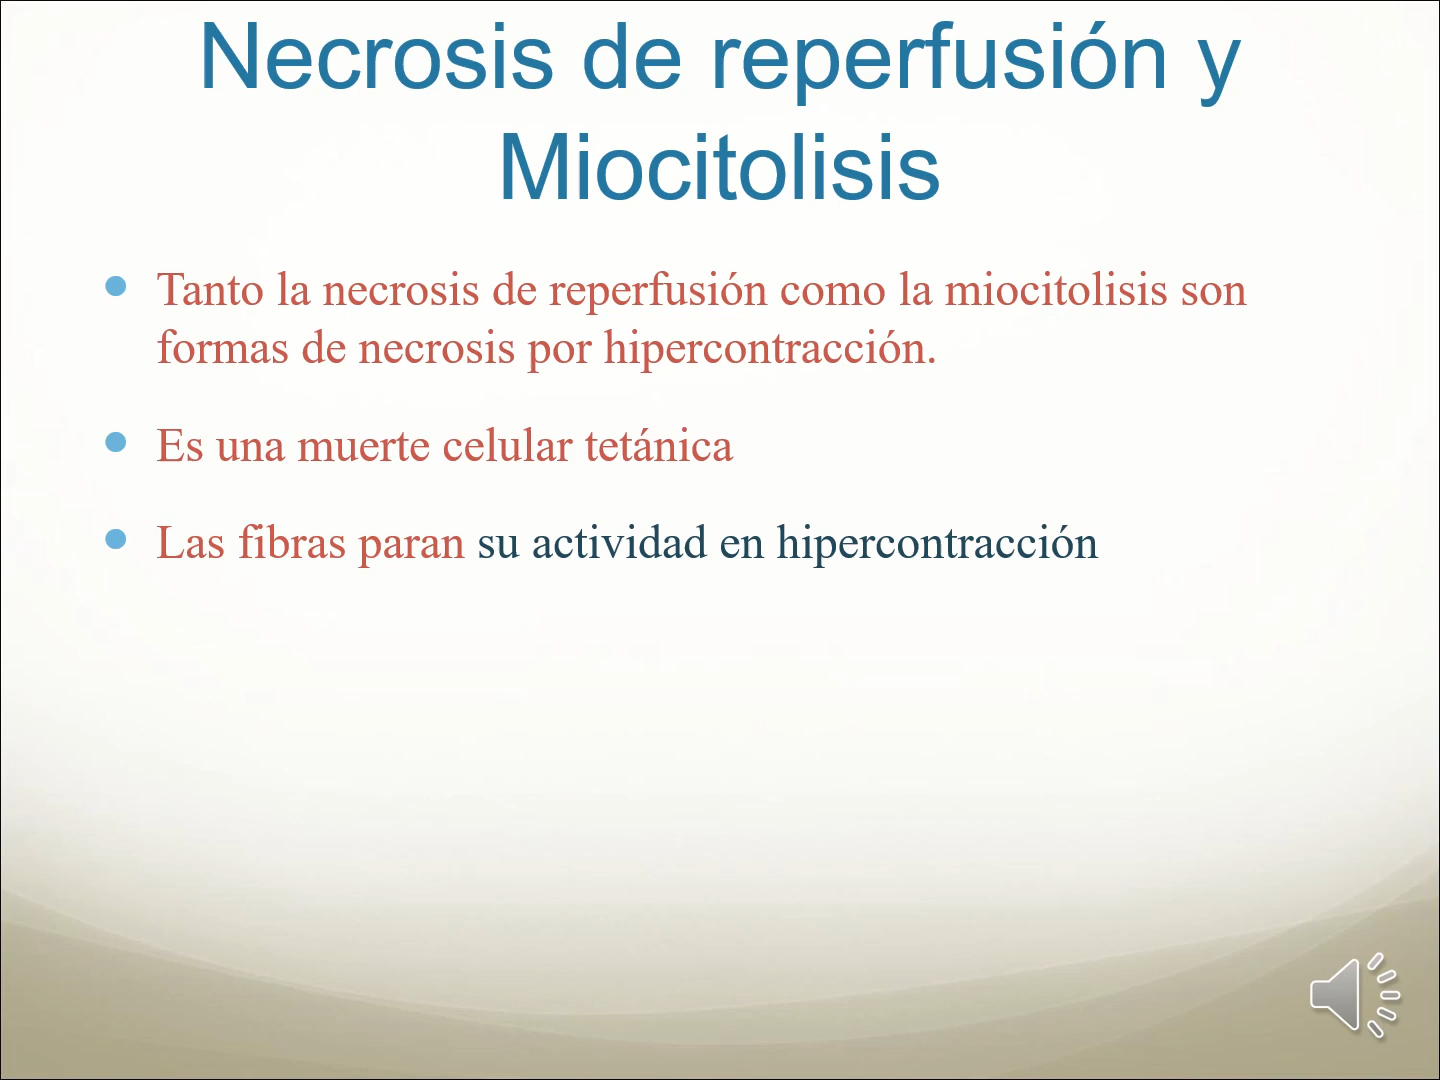 Necrosis de reperfusión y
Miocitolisis
Tanto la necrosis de reperfusión como la miocitolisis son
formas de necrosis por hipercontracción.
Es una muerte celular tetánica
Las fibras paran su actividad en hipercontracción